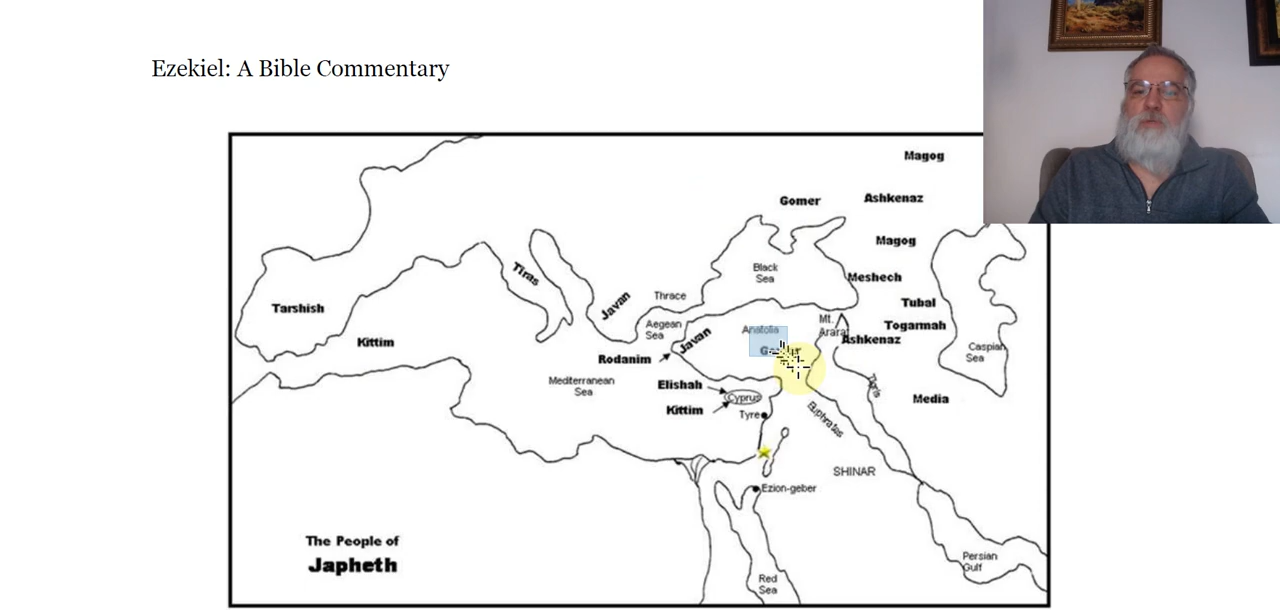 Ezekiel: A Bible Commentary
Magog
Gomer
Ashkenaz
Magog
Black
Sea
Meshech
Tiras
Tarshish
Javan
Thrace
Tubal
Mt.
Ararat
Togarmah
Aegean
Sea
Javan
Anatolia
Ashkenaz
Kittim
Caspian
Sea
Rodanim
Mediterranean
Sea
Elishah
Cyprus
Tigris
Media
Kittim
Tyre
Euphrates
SHINAR
Ezion-geber
The People of
Japheth
Persian
Gulf
Red
Sea